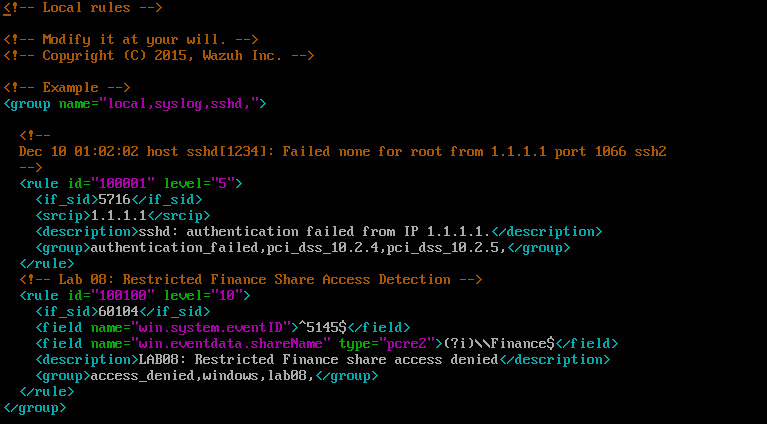 <!-- Local rules -->
<!-- Modify it at your will. -->
<!-- Copyright (C) 2015, Wazuh Inc. -->
<!-- Example -->
<group name="local,syslog,sshd,">
<!--
Dec 10 01:02:02 host sshd[1234]: Failed none for root from 1.1.1.1 port 1066 ssh2
-->
<rule id="100001" level="5">
<if_sid>5716</if_sid>
<srcip>1.1.1.1</srcip>
<description>sshd: authentication failed from IP 1.1.1.1.</description>
<group>authentication_failed,pci_dss_10.2.4,pci_dss_10.2.5,</group>
</rule>
<!-- Lab 08: Restricted Finance Share Access Detection -->
<rule id="100100" level="10">
<if_sid>60104</if_sid>
<field name="win.system.eventID">^5145$</field>
<field name="win.eventdata.shareName" type="pcre2">(?i)\\Finance$</field>
<description>LAB08: Restricted Finance share access denied</description>
<group>access_denied,windows,lab08,</group>
</rule>
</group>